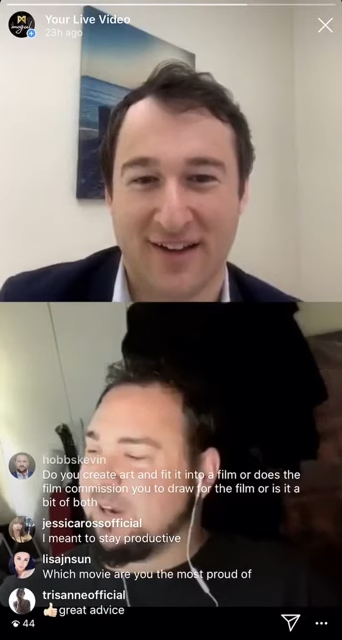 Your Live Video
23h ago
hobbskevin
Do you create art and fit it into a film or does the
film commission you to draw for the film or is it a
bit of both
jessicarossofficial
I meant to stay productive
lisajnsun
Which movie are you the most proud of
trisanneofficial
👍🏻great advice
44